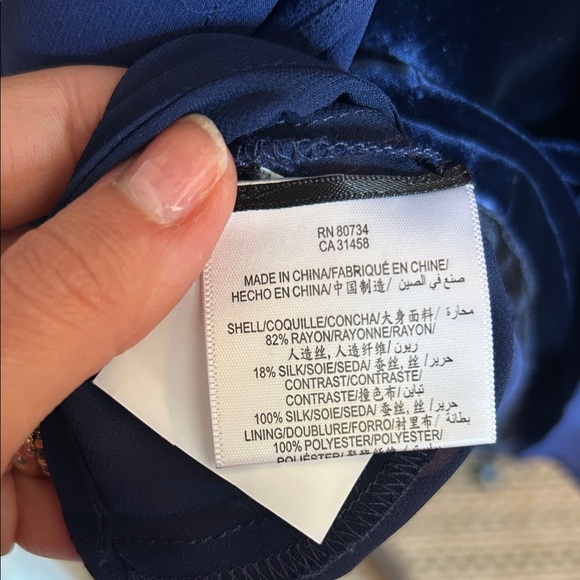 RN 80734
CA 31458
MADE IN CHINA/FABRIQUÉ EN CHINE/
HECHO EN CHINA/中国制造/ صنع في الصين/
SHELL/COQUILLE/CONCHA/大身面料/ محارة/
82% RAYON/RAYONNE/RAYON/
人造丝, 人造纤维/ ريون/
18% SILK/SOIE/SEDA/蚕丝, 丝/ حرير/
CONTRAST/CONTRASTE/
CONTRASTE/撞色布/ تباين/
100% SILK/SOIE/SEDA/蚕丝, 丝/ حرير/
LINING/DOUBLURE/FORRO/衬里布/ بطانة/
100% POLYESTER/POLYESTER/
POLIÉSTER/